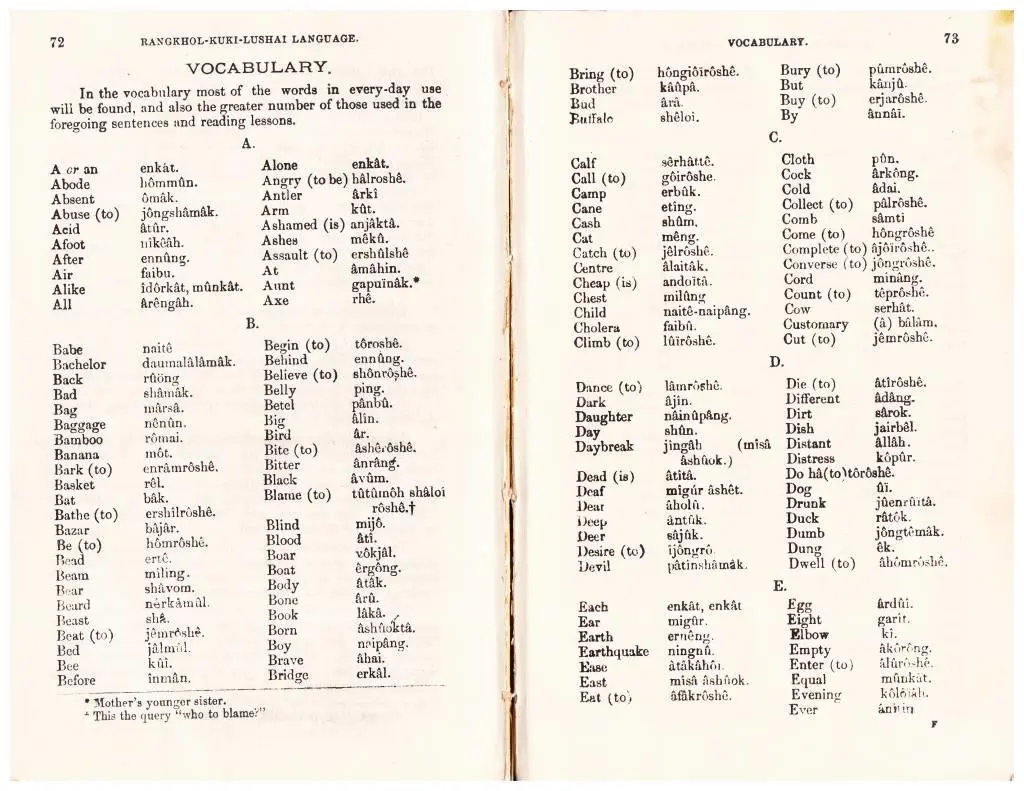 72 RANGKHOL-KUKI-LUSHAI LANGUAGE.
VOCABULARY.
In the vocabulary most of the words in every-day use
will be found, and also the greater number of those used in the
foregoing sentences and reading lessons.
A.
A or an enkát.
Abode hômmûn.
Absent ômâk.
Abuse (to) jôngshâmâk.
Acid âtûr.
Afoot nîkêâh.
After ennûng.
Air faibu.
Alike îdôrkât, mûnkât.
All ârêngâh.
Alone enkât.
Angry (to be) hâlroshê.
Antler ârkî
Arm kût.
Ashamed (is) anjâktâ.
Ashes mêkû.
Assault (to) ershûlshê
At âmâhin.
Aunt gapuînâk.*
Axe rhê.
B.
Babe naitê
Bachelor daumalâlâmâk.
Back rûông
Bad shâmâk.
Bag mârsâ.
Baggage nênûn.
Bamboo rômai.
Banana môt.
Bark (to) enrâmrôshê.
Basket rêl.
Bat bâk.
Bathe (to) ershilrôshê.
Bazar bâjâr.
Be (to) hômrôshê.
Bead ertê.
Beam miling.
Bear shâvom.
Beard nêrkâmûl.
Beast shâ.
Beat (to) jêmrôshê.
Bed jâlmûl.
Bee kûi.
Before înmân.
Begin (to) tôroshê.
Behind ennûng.
Believe (to) shônrôshê.
Belly ping.
Betel pânbû.
Big âlîn.
Bird âr.
Bite (to) âshêrôshê.
Bitter ânrâng.
Black âvûm.
Blame (to) tûtûmôh shâloi
rôshê.†
Blind mijô.
Blood âtî.
Boar vôkjâl.
Boat êrgông.
Body âtâk.
Bone ârû.
Book lâkâ.
Born âshûoktâ.
Boy naipâng.
Brave âhai.
Bridge erkâl.
* Mother's younger sister.
This the query "who to blame?"
VOCABULARY. 73
Bring (to) hôngiôîrôshê.
Brother kâûpâ.
Bud ârâ.
Buffalo shêloi.
Bury (to) pûmrôshê.
But kânjû.
Buy (to) erjarôshê.
By ânnâî.
C.
Calf sêrhâttê.
Call (to) gôirôshe.
Camp erbûk.
Cane etîng.
Cash shûm.
Cat mêng.
Catch (to) jêlrôshê.
Centre âlaitâk.
Cheap (is) andoitâ.
Chest milûng
Child naitê-naipâng.
Cholera faibû.
Climb (to) lûîrôshê.
Cloth pûn.
Cock ârkông.
Cold âdai.
Collect (to) pâlrôshê.
Comb sâmti
Come (to) hôngrôshê
Complete (to) âjôîrôshê..
Converse (to) jôngrôshê.
Cord minâng.
Count (to) têprôshê.
Cow serhât.
Customary (â) bâlâm.
Cut (to) jêmrôshê.
D.
Dance (to) lâmrôshê.
Dark âjin.
Daughter nâinûpâng.
Day shûn.
Daybreak jingâh (misâ
âshûok.)
Dead (is) âtîtâ.
Deaf migûr âshêt.
Dear âholû.
Deep ântûk.
Deer sâjûk.
Desire (to) ijôngrô
Devil pâtinshâmâk.
Die (to) âtîrôshê.
Different âdâng.
Dirt sârok.
Dish jairbêl.
Distant âllâh.
Distress kôpûr.
Do hâ(to)tôrôshê.
Dog ûî.
Drunk jûenrûîtâ.
Duck râtôk.
Dumb jôngtêmâk.
Dung êk.
Dwell (to) âhômrôshê.
E.
Each enkât, enkât
Ear migûr.
Earth ernêng.
Earthquake ningnû.
Ease âtâkâhôi.
East misâ âshûok.
Eat (to) âfâkrôshê.
Egg ârdûi.
Eight garit.
Elbow ki.
Empty âkôrông.
Enter (to) âlûrôshê.
Equal mûnkât.
Evening
Ever
F